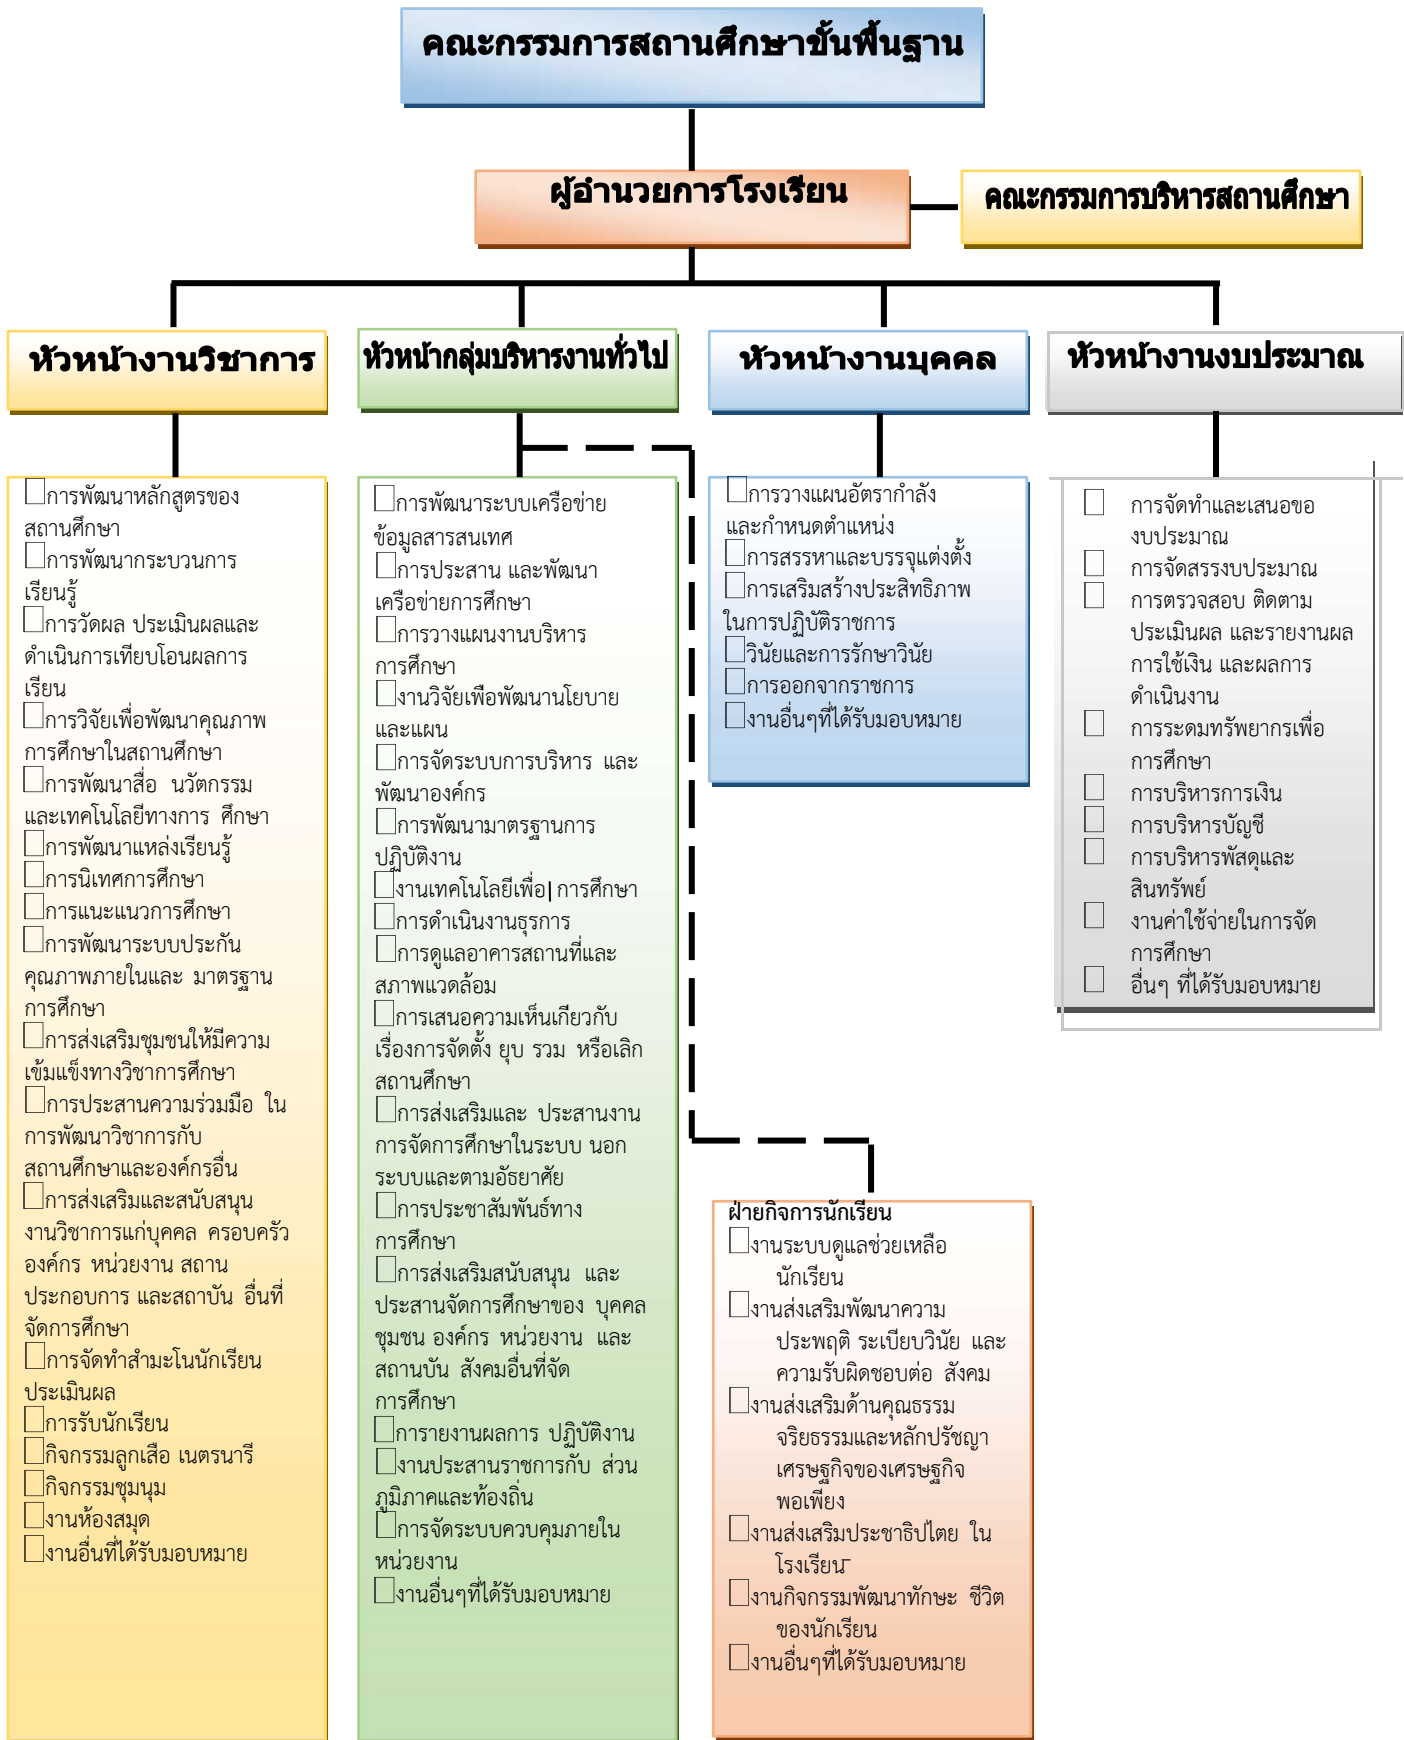 คณะกรรมการสถานศึกษาขั้นพื้นฐาน
ผู้อำนวยการโรงเรียน
คณะกรรมการบริหารสถานศึกษา
หัวหน้างานวิชาการ
หัวหน้ากลุ่มบริหารงานทั่วไป
หัวหน้างานบุคคล
หัวหน้างานงบประมาณ
การพัฒนาหลักสูตรของ
สถานศึกษา
การพัฒนากระบวนการ
เรียนรู้
การวัดผล ประเมินผลและ
ดำเนินการเทียบโอนผลการ
เรียน
การวิจัยเพื่อพัฒนาคุณภาพ
การศึกษาในสถานศึกษา
การพัฒนาสื่อ นวัตกรรม
และเทคโนโลยีทางการ ศึกษา
การพัฒนาแหล่งเรียนรู้
การนิเทศการศึกษา
การแนะแนวการศึกษา
การพัฒนาระบบประกัน
คุณภาพภายในและ มาตรฐาน
การศึกษา
การส่งเสริมชุมชนให้มีความ
เข้มแข็งทางวิชาการศึกษา
การประสานความร่วมมือ ใน
การพัฒนาวิชาการกับ
สถานศึกษาและองค์กรอื่น
การส่งเสริมและสนับสนุน
งานวิชาการแก่บุคคล ครอบครัว
องค์กร หน่วยงาน สถาน
ประกอบการ และสถาบัน อื่นที่
จัดการศึกษา
การจัดทำสำมะโนนักเรียน
ประเมินผล
การรับนักเรียน
กิจกรรมลูกเสือ เนตรนารี
กิจกรรมชุมนุม
งานห้องสมุด
งานอื่นที่ได้รับมอบหมาย
การพัฒนาระบบเครือข่าย
ข้อมูลสารสนเทศ
การประสาน และพัฒนา
เครือข่ายการศึกษา
การวางแผนงานบริหาร
การศึกษา
งานวิจัยเพือพัฒนานโยบาย
และแผน
การจัดระบบการบริหาร และ
พัฒนาองค์กร
การพัฒนามาตรฐานการ
ปฏิบัติงาน
งานเทคโนโลยีเพื่อ| การศึกษา
การดำเนินงานธุรการ
การดูแลอาคารสถานที่และ
สภาพแวดล้อม
การเสนอความเห็นเกียวกับ
เรื่องการจัดตั้ง ยุบ รวม หรือเลิก
สถานศึกษา
การส่งเสริมและ ประสานงาน
การจัดการศึกษาในระบบ นอก
ระบบและตามอัธยาศัย
การประชาสัมพันธ์ทาง
การศึกษา
การส่งเสริมสนับสนุน และ
ประสานจัดการศึกษาของ บุคคล
ชุมชน องค์กร หน่วยงาน และ
สถานบัน สังคมอื่นที่จัด
การศึกษา
การายงานผลการ ปฏิบัติงาน
งานประสานราชการกับ ส่วน
ภูมิภาคและท้องถิ่น
การจัดระบบควบคุมภายใน
หน่วยงาน
งานอื่นๆที่ได้รับมอบหมาย
การวางแผนอัตรากำลัง
และกำหนดตำแหน่ง
การสรรหาและบรรจุแต่งตั้ง
การเสริมสร้างประสิทธิภาพ
ในการปฏิบัติราชการ
วินัยและการรักษาวินัย
การออกจากราชการ
งานอื่นๆที่ได้รับมอบหมาย
การจัดทำและเสนอขอ
งบประมาณ
การจัดสรรงบประมาณ
การตรวจสอบ ติดตาม
ประเมินผล และรายงานผล
การใช้เงิน และผลการ
ดำเนินงาน
การระดมทรัพยากรเพื่อ
การศึกษา
การบริหารการเงิน
การบริหารบัญชี
การบริหารพัสดุและ
สินทรัพย์
งานค่าใช้จ่ายในการจัด
การศึกษา
อื่นๆ ที่ได้รับมอบหมาย
ฝ่ายกิจการนักเรียน
งานระบบดูแลช่วยเหลือ
นักเรียน
งานส่งเสริมพัฒนาความ
ประพฤติ ระเบียบวินัย และ
ความรับผิดชอบต่อ สังคม
งานส่งเสริมด้านคุณธรรม
จริยธรรมและหลักปรัชญา
เศรษฐกิจของเศรษฐกิจ
พอเพียง
งานส่งเสริมประชาธิปไตย ใน
โรงเรียน
งานกิจกรรมพัฒนาทักษะ ชีวิต
ของนักเรียน
งานอื่นๆที่ได้รับมอบหมาย